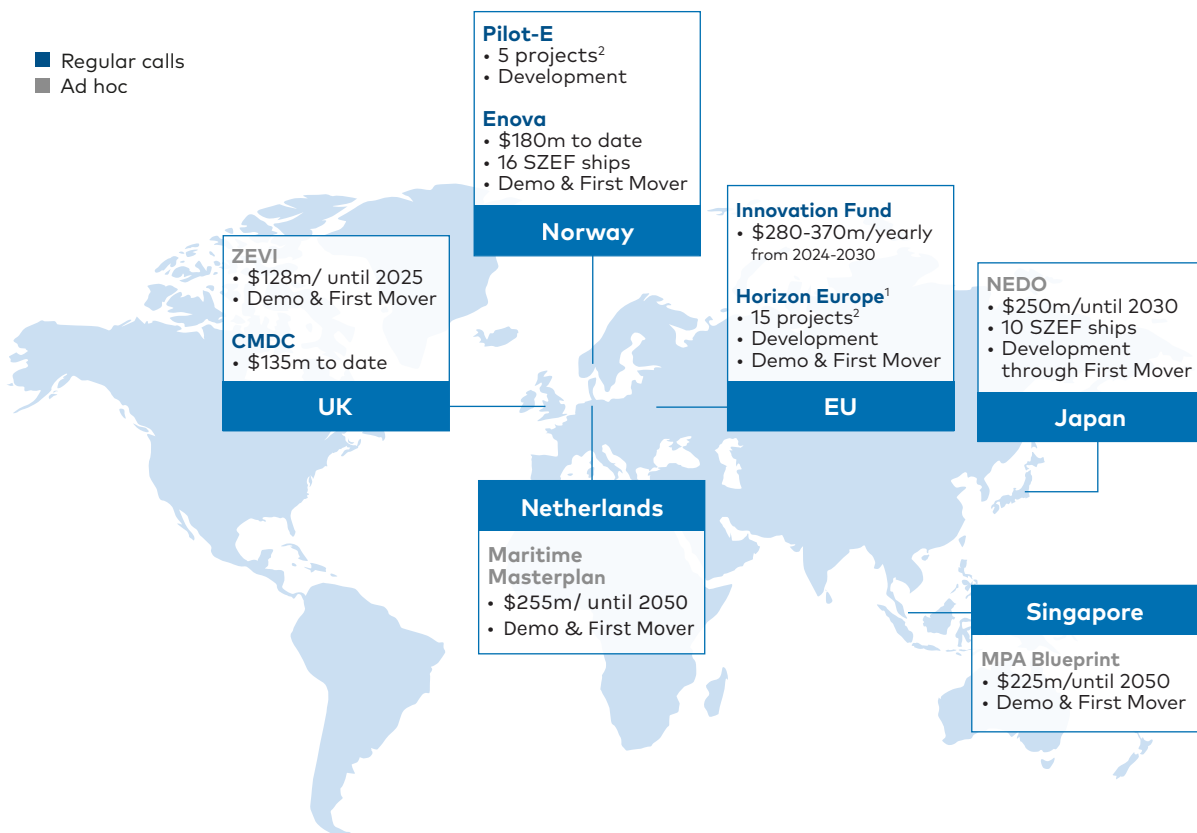 Regular calls
Ad hoc
Pilot-E
• 5 projects²
• Development
Enova
• $180m to date
• 16 SZEF ships
• Demo & First Mover
Norway
ZEVI
• $128m/ until 2025
• Demo & First Mover
CMDC
• $135m to date
UK
Innovation Fund
• $280-370m/yearly
from 2024-2030
Horizon Europe¹
• 15 projects²
• Development
• Demo & First Mover
EU
NEDO
• $250m/until 2030
• 10 SZEF ships
• Development
through First Mover
Japan
Netherlands
Maritime
Masterplan
• $255m/ until 2050
• Demo & First Mover
Singapore
MPA Blueprint
• $225m/until 2050
• Demo & First Mover